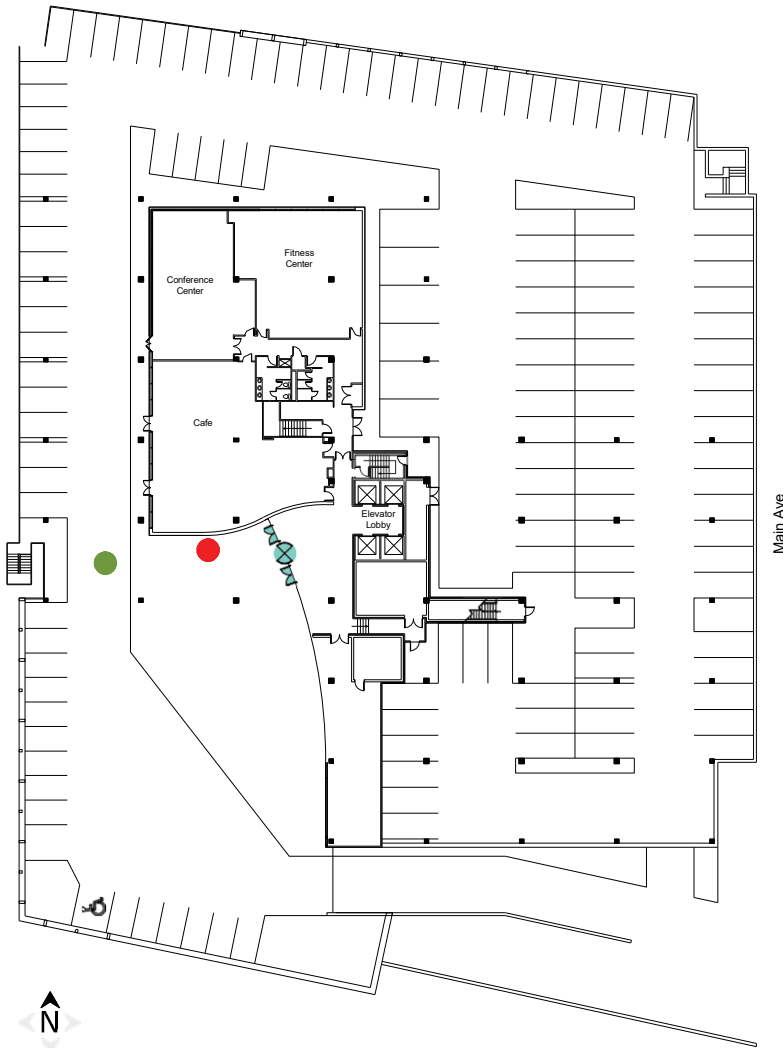 Fitness
Center
Conference
Center
Cafe
Elevator
Lobby
Main Ave
N